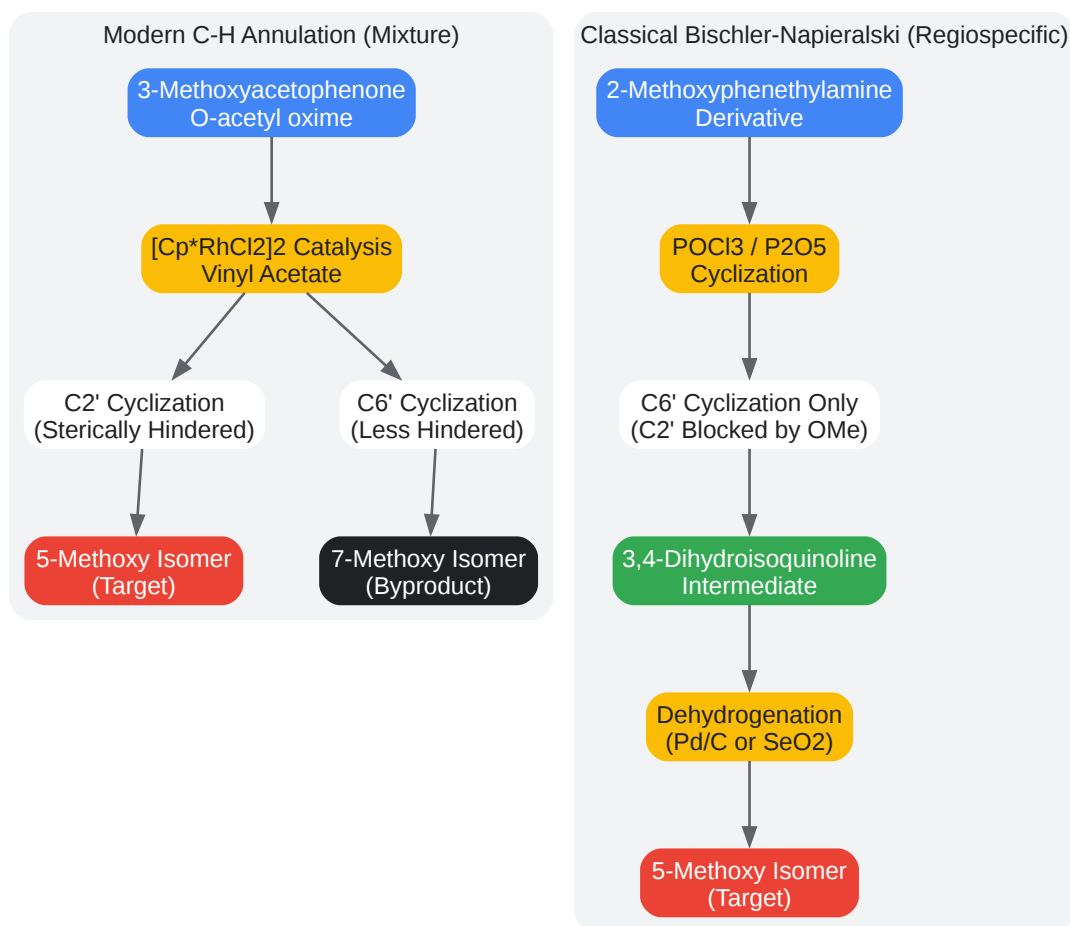 Modern C-H Annulation (Mixture)
3-Methoxyacetophenone
O-acetyl oxime
[Cp*RhCl2]2 Catalysis
Vinyl Acetate
C2' Cyclization
(Sterically Hindered)
C6' Cyclization
(Less Hindered)
5-Methoxy Isomer
(Target)
7-Methoxy Isomer
(Byproduct)
Classical Bischler-Napieralski (Regiospecific)
2-Methoxyphenethylamine
Derivative
POCl3 / P2O5
Cyclization
C6' Cyclization Only
(C2' Blocked by OMe)
3,4-Dihydroisoquinoline
Intermediate
Dehydrogenation
(Pd/C or SeO2)
5-Methoxy Isomer
(Target)